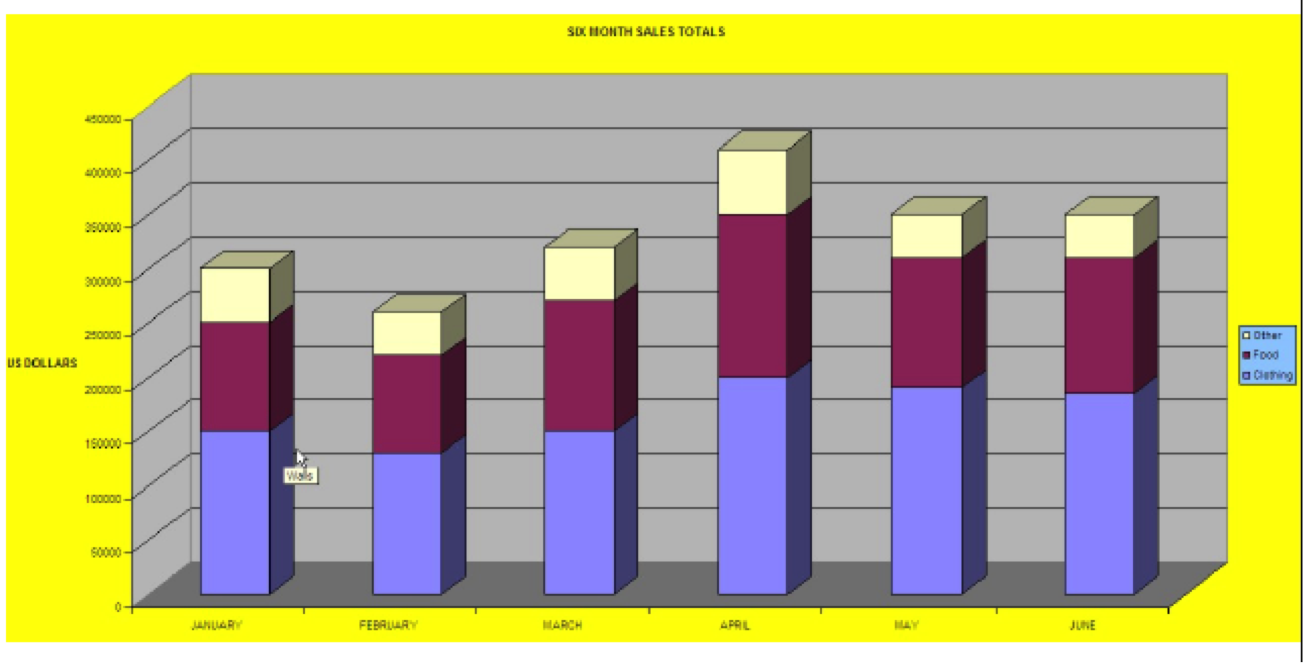 SIX MONTH SALES TOTALS
450000
400000
350000
300000
250000
200000
150000
100000
50000
0
US DOLLARS
Other
Food
Clothing
Walls
JANUARY FEBRUARY MARCH APRIL MAY JUNE